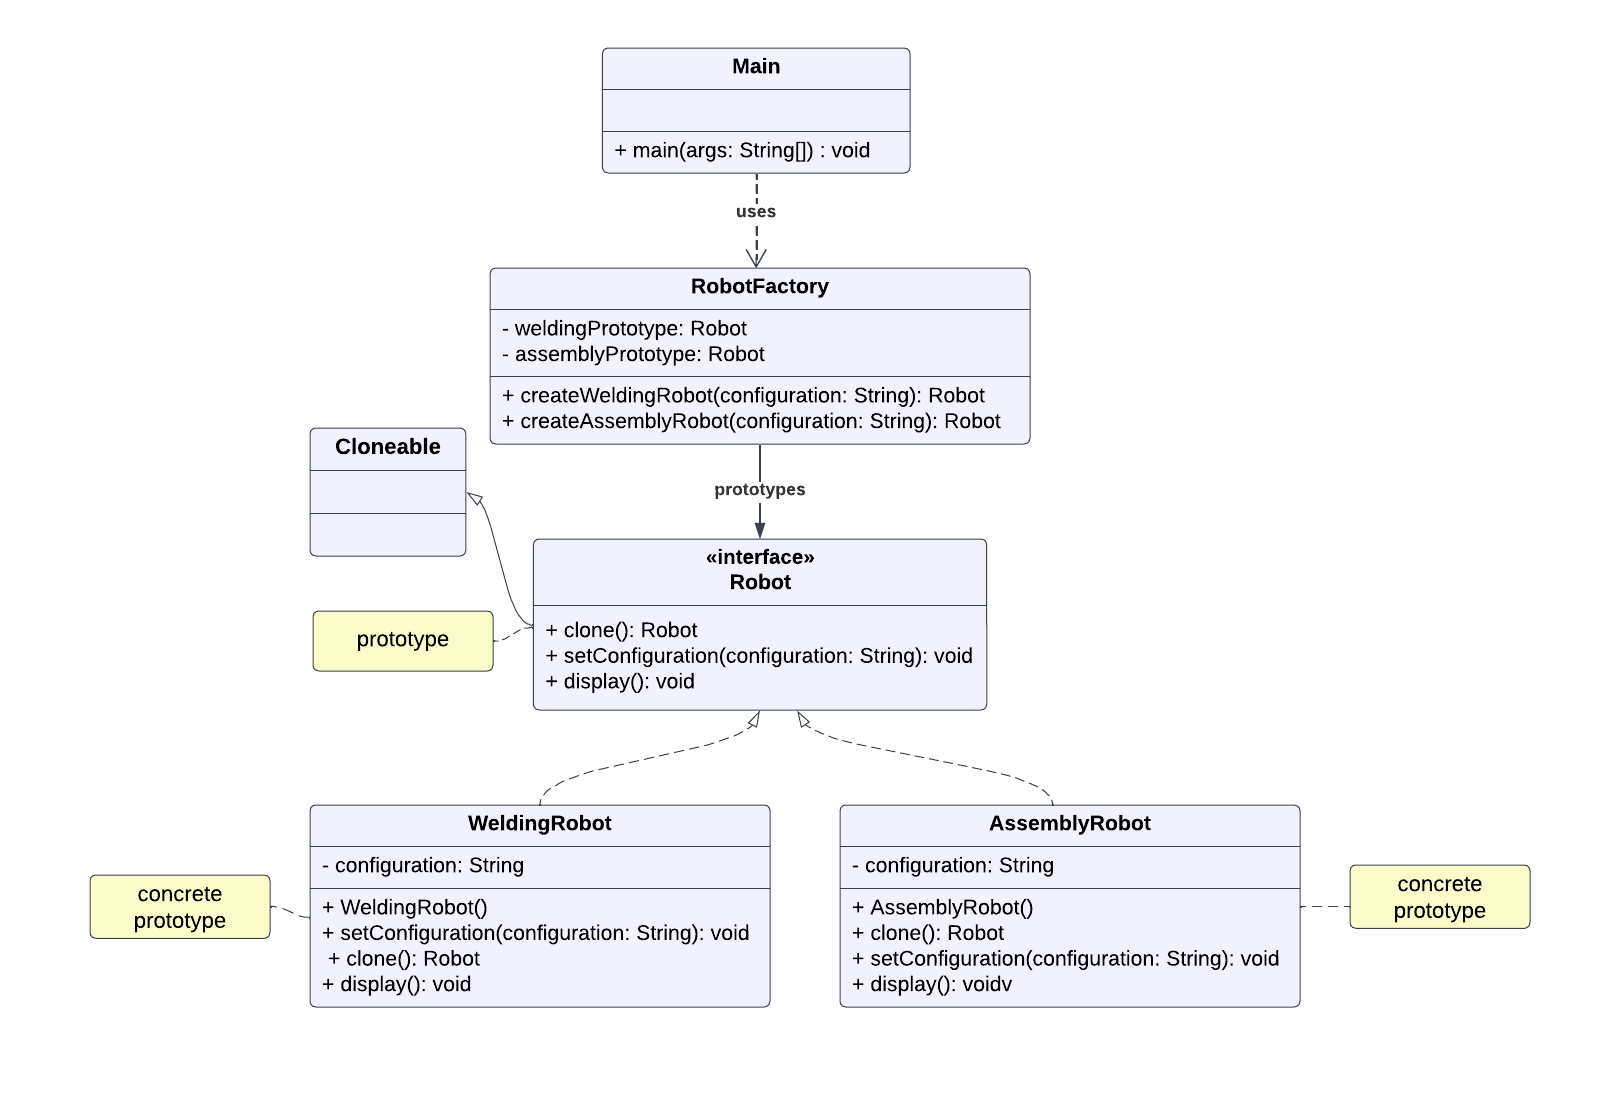 Main
+ main(args: String[]) : void
uses
RobotFactory
- weldingPrototype: Robot
- assemblyPrototype: Robot
+ createWeldingRobot(configuration: String): Robot
+ createAssemblyRobot(configuration: String): Robot
Cloneable
prototypes
«interface»
Robot
+ clone(): Robot
+ setConfiguration(configuration: String): void
+ display(): void
prototype
WeldingRobot
- configuration: String
+ WeldingRobot()
+ setConfiguration(configuration: String): void
+ clone(): Robot
+ display(): void
concrete
prototype
AssemblyRobot
- configuration: String
+ AssemblyRobot()
+ clone(): Robot
+ setConfiguration(configuration: String): void
+ display(): voidv
concrete
prototype